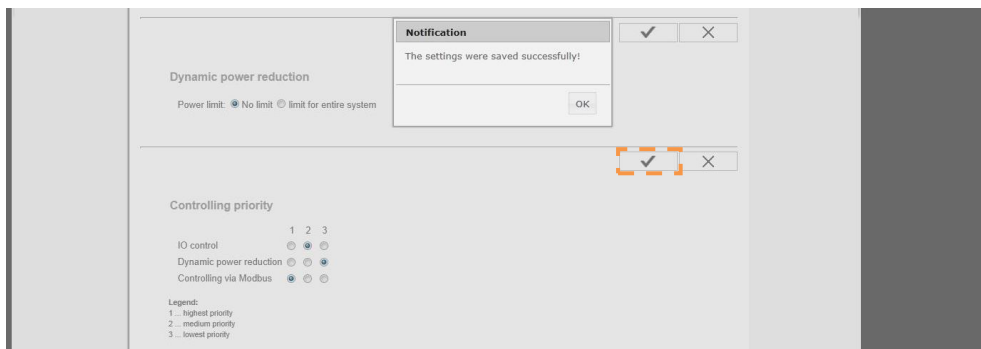 Notification
The settings were saved successfully!
OK
Dynamic power reduction
Power limit: No limit limit for entire system
Controlling priority
1 2 3
IO control
Dynamic power reduction
Controlling via Modbus
Legend:
1 ... highest priority
2 ... medium priority
3 ... lowest priority